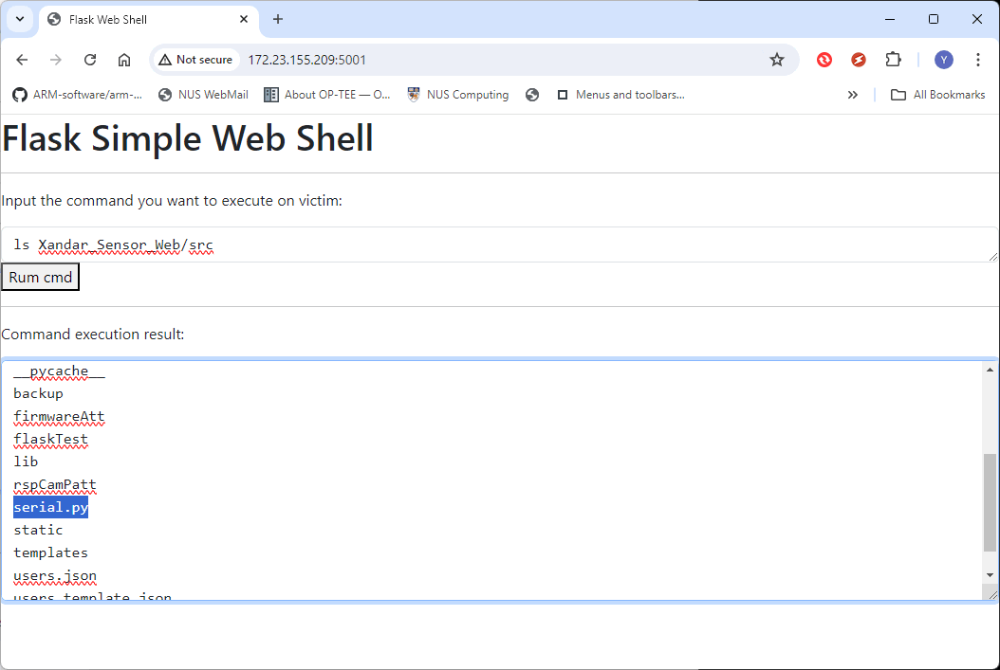 Flask Web Shell
Not secure 172.23.155.209:5001 Y
ARM-software/arm-... NUS WebMail About OP-TEE — O... NUS Computing Menus and toolbars... All Bookmarks
Flask Simple Web Shell
Input the command you want to execute on victim:
ls Xandar_Sensor_Web/src
Rum cmd
Command execution result:
__pycache__
backup
firmwareAtt
flaskTest
lib
rspCamPatt
serial.py
static
templates
users.json
users_template.json